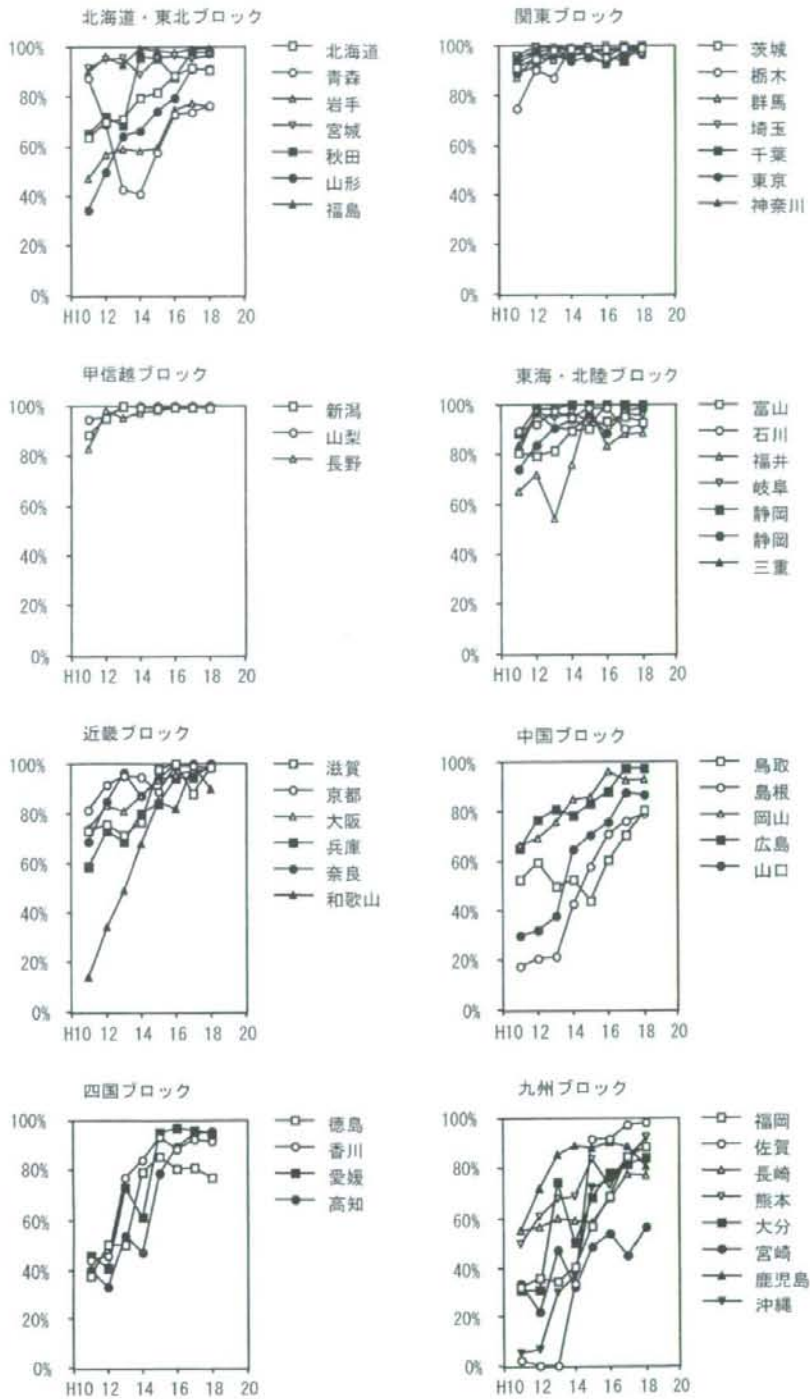 北海道・東北ブロック
100%
80%
60%
40%
20%
0%
H10 12 14 16 18 20
北海道
青森
岩手
宮城
秋田
山形
福島
関東ブロック
100%
80%
60%
40%
20%
0%
H10 12 14 16 18 20
茨城
栃木
群馬
埼玉
千葉
東京
神奈川
甲信越ブロック
100%
80%
60%
40%
20%
0%
H10 12 14 16 18 20
新潟
山梨
長野
東海・北陸ブロック
100%
80%
60%
40%
20%
0%
H10 12 14 16 18 20
富山
石川
福井
岐阜
静岡
静岡
三重
近畿ブロック
100%
80%
60%
40%
20%
0%
H10 12 14 16 18 20
滋賀
京都
大阪
兵庫
奈良
和歌山
中国ブロック
100%
80%
60%
40%
20%
0%
H10 12 14 16 18 20
鳥取
島根
岡山
広島
山口
四国ブロック
100%
80%
60%
40%
20%
0%
H10 12 14 16 18 20
徳島
香川
愛媛
高知
九州ブロック
100%
80%
60%
40%
20%
0%
H10 12 14 16 18 20
福岡
佐賀
長崎
熊本
大分
宮崎
鹿児島
沖縄